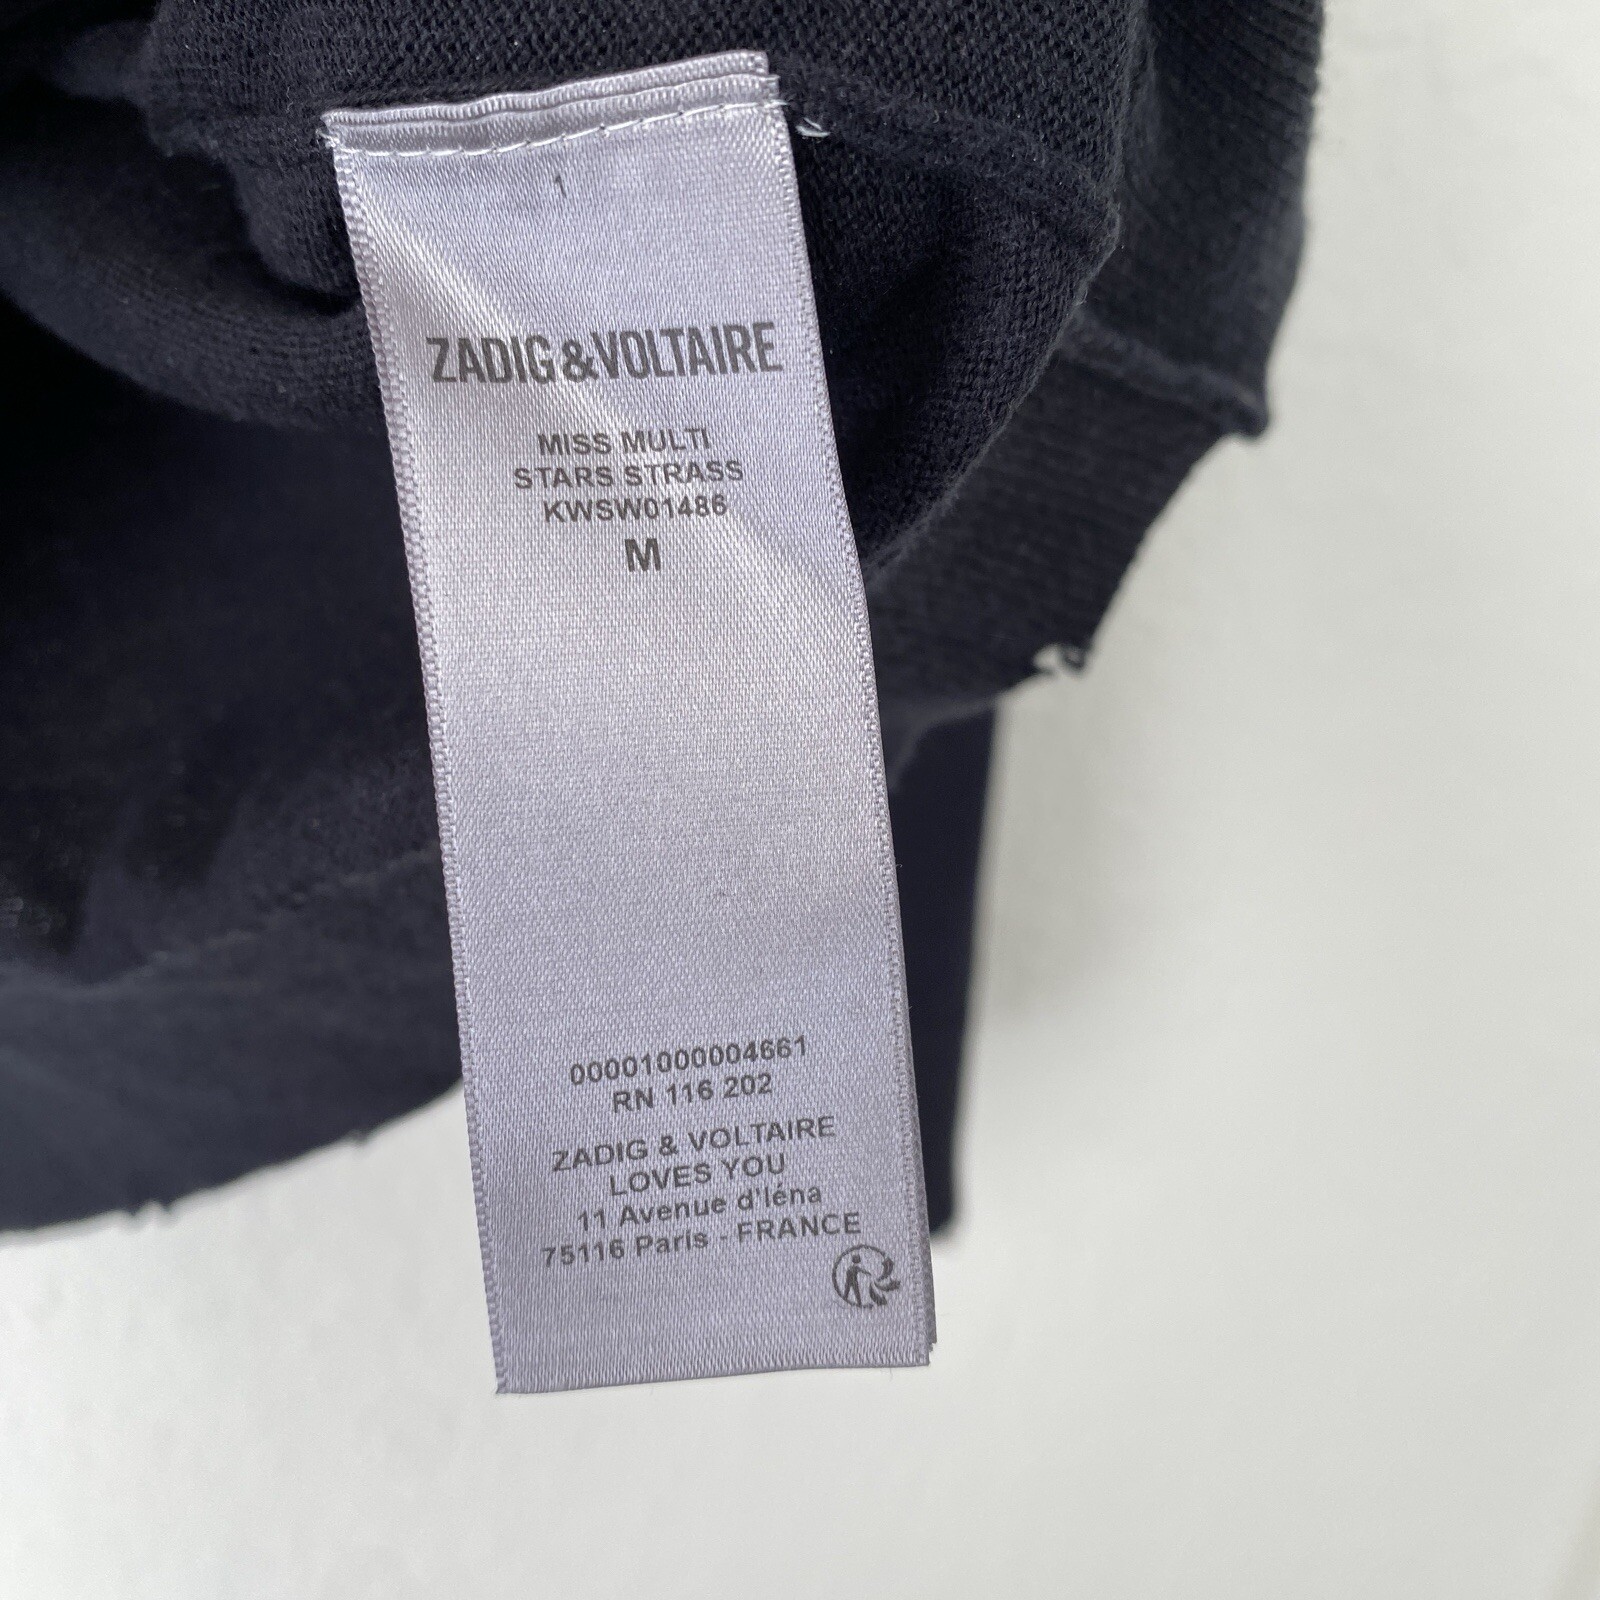 1
ZADIG&VOLTAIRE
MISS MULTI
STARS STRASS
KWSW01486
M
00001000004661
RN 116 202
ZADIG & VOLTAIRE
LOVES YOU
11 Avenue d'Iéna
75116 Paris - FRANCE